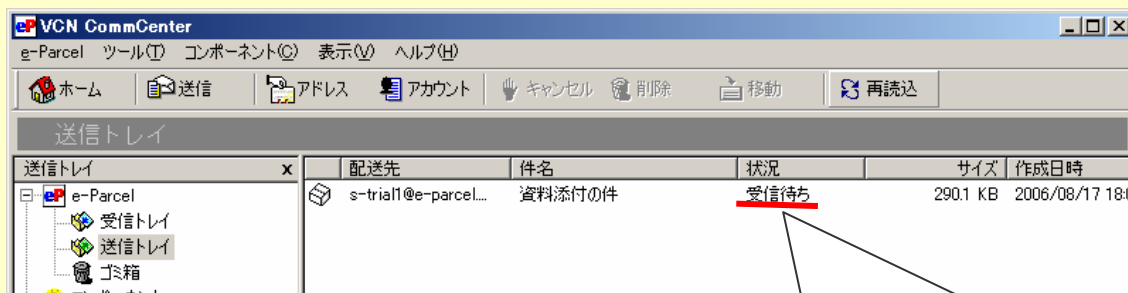 VCN CommCenter
e-Parcel ツール(T) コンポーネント(C) 表示(V) ヘルプ(H)
ホーム 送信 アドレス アカウント キャンセル 削除 移動 再読込
送信トレイ
送信トレイ x 配送先 件名 状況 サイズ 作成日時
e-Parcel s-trial1@e-parcel.... 資料添付の件 受信待ち 290.1 KB 2006/08/17 18:
受信トレイ
送信トレイ
ゴミ箱